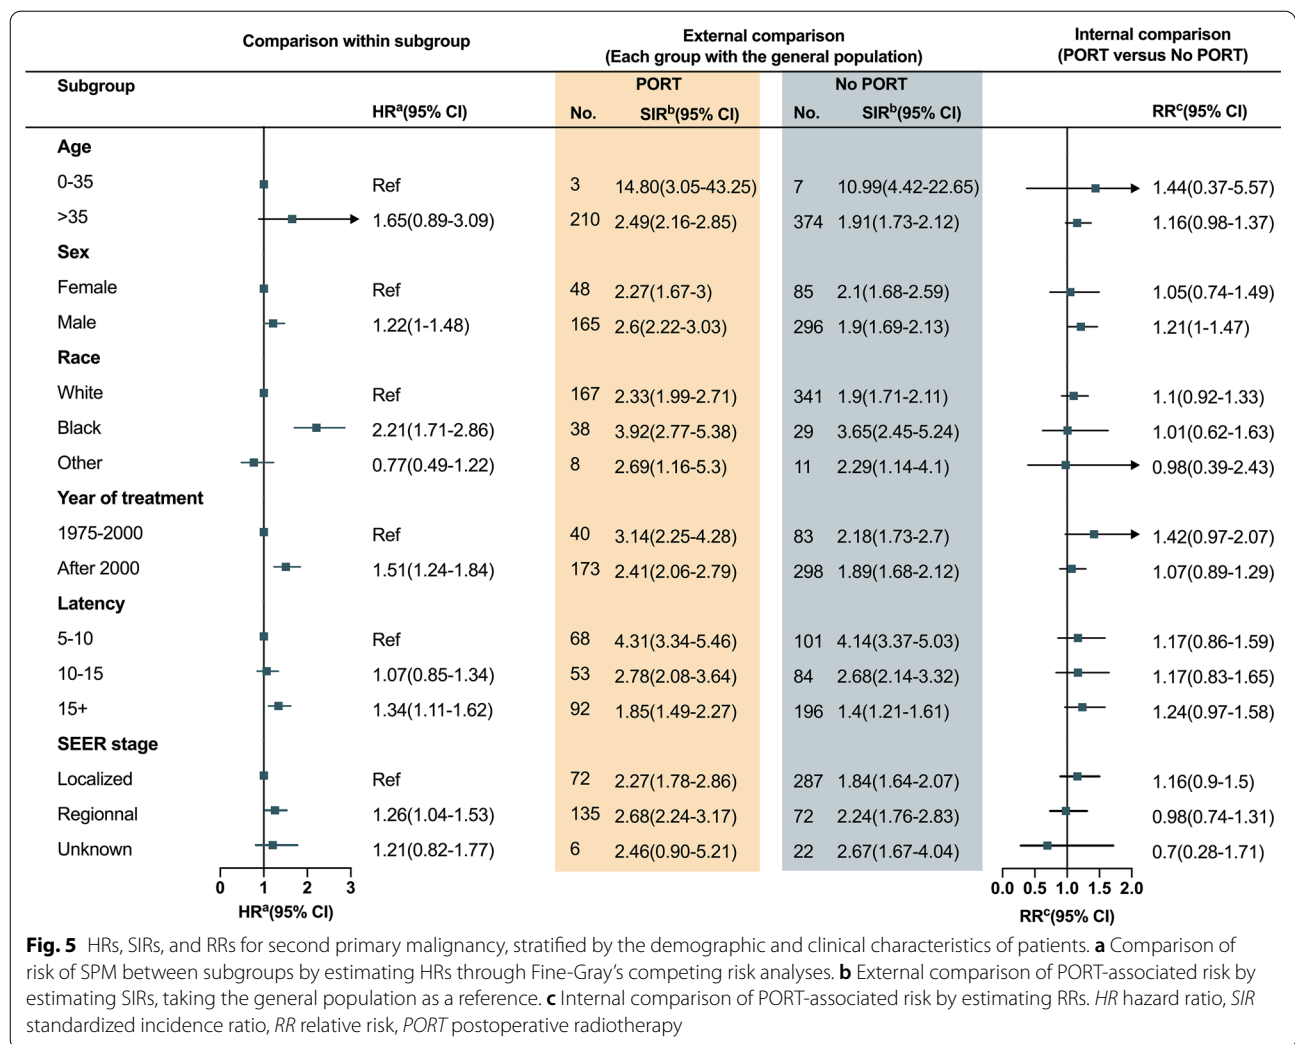 Comparison within subgroup
External comparison
(Each group with the general population)
Internal comparison
(PORT versus No PORT)
Subgroup PORT No PORT
HRa(95% CI) No. SIRb(95% CI) No. SIRb(95% CI) RRc(95% CI)
Age
0-35 Ref 3 14.80(3.05-43.25) 7 10.99(4.42-22.65) 1.44(0.37-5.57)
>35 1.65(0.89-3.09) 210 2.49(2.16-2.85) 374 1.91(1.73-2.12) 1.16(0.98-1.37)
Sex
Female Ref 48 2.27(1.67-3) 85 2.1(1.68-2.59) 1.05(0.74-1.49)
Male 1.22(1-1.48) 165 2.6(2.22-3.03) 296 1.9(1.69-2.13) 1.21(1-1.47)
Race
White Ref 167 2.33(1.99-2.71) 341 1.9(1.71-2.11) 1.1(0.92-1.33)
Black 2.21(1.71-2.86) 38 3.92(2.77-5.38) 29 3.65(2.45-5.24) 1.01(0.62-1.63)
Other 0.77(0.49-1.22) 8 2.69(1.16-5.3) 11 2.29(1.14-4.1) 0.98(0.39-2.43)
Year of treatment
1975-2000 Ref 40 3.14(2.25-4.28) 83 2.18(1.73-2.7) 1.42(0.97-2.07)
After 2000 1.51(1.24-1.84) 173 2.41(2.06-2.79) 298 1.89(1.68-2.12) 1.07(0.89-1.29)
Latency
5-10 Ref 68 4.31(3.34-5.46) 101 4.14(3.37-5.03) 1.17(0.86-1.59)
10-15 1.07(0.85-1.34) 53 2.78(2.08-3.64) 84 2.68(2.14-3.32) 1.17(0.83-1.65)
15+ 1.34(1.11-1.62) 92 1.85(1.49-2.27) 196 1.4(1.21-1.61) 1.24(0.97-1.58)
SEER stage
Localized Ref 72 2.27(1.78-2.86) 287 1.84(1.64-2.07) 1.16(0.9-1.5)
Regionnal 1.26(1.04-1.53) 135 2.68(2.24-3.17) 72 2.24(1.76-2.83) 0.98(0.74-1.31)
Unknown 1.21(0.82-1.77) 6 2.46(0.90-5.21) 22 2.67(1.67-4.04) 0.7(0.28-1.71)
0 1 2 3 0.0 0.5 1.0 1.5 2.0
HRa(95% CI) RRc(95% CI)
Fig. 5 HRs, SIRs, and RRs for second primary malignancy, stratified by the demographic and clinical characteristics of patients. a Comparison of
risk of SPM between subgroups by estimating HRs through Fine-Gray's competing risk analyses. b External comparison of PORT-associated risk by
estimating SIRs, taking the general population as a reference. c Internal comparison of PORT-associated risk by estimating RRs. HR hazard ratio, SIR
standardized incidence ratio, RR relative risk, PORT postoperative radiotherapy